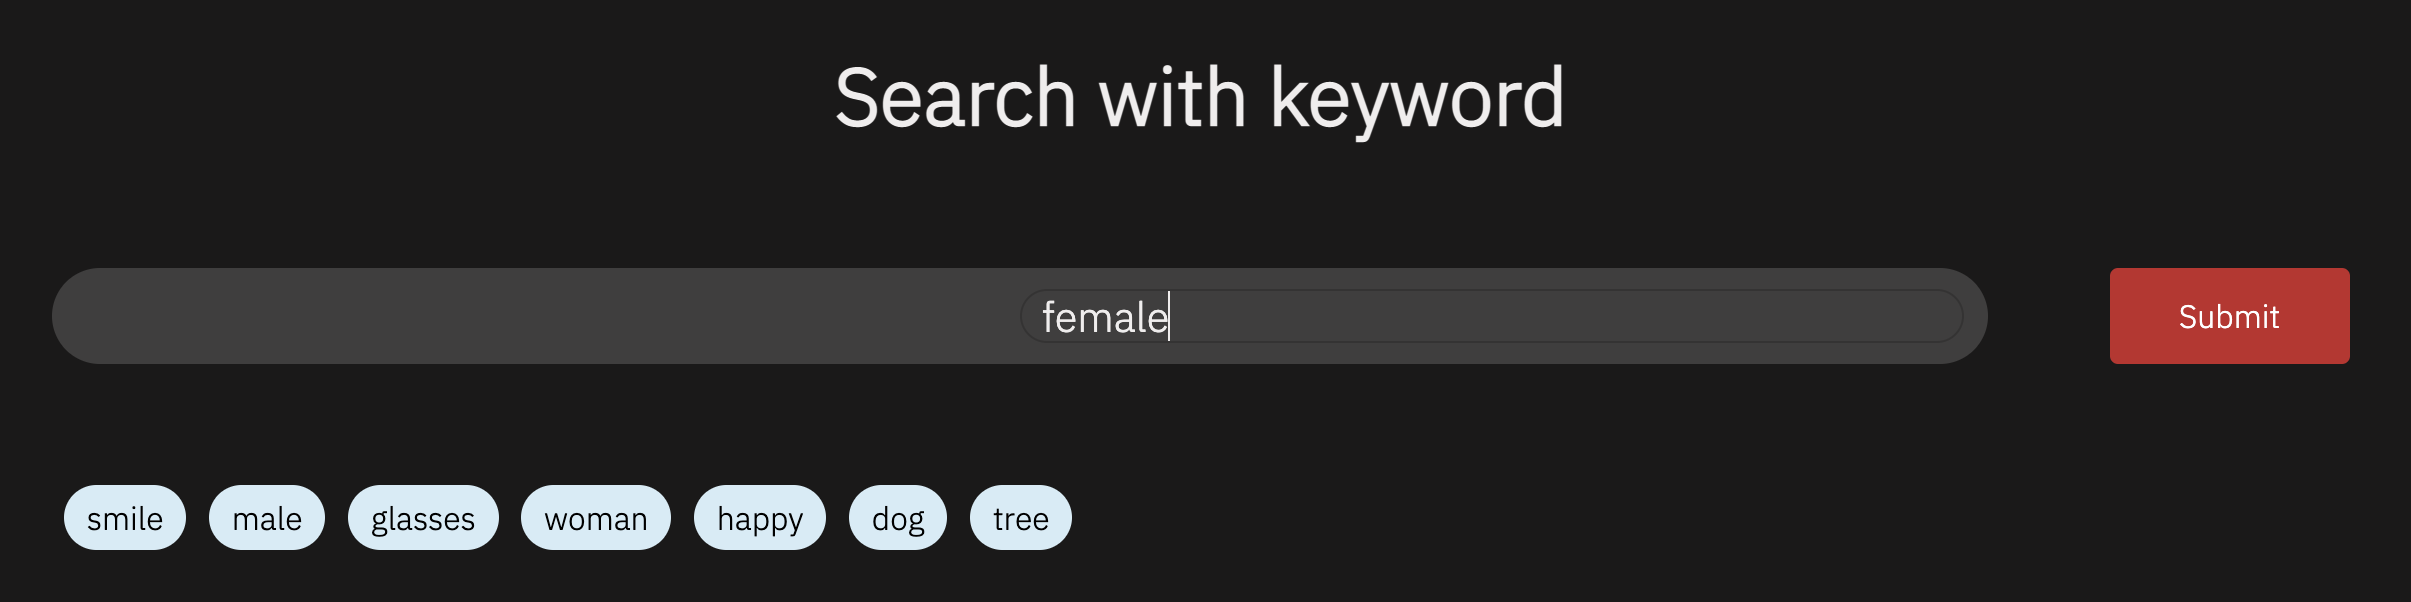 Search with keyword
female
Submit
smile male glasses woman happy dog tree